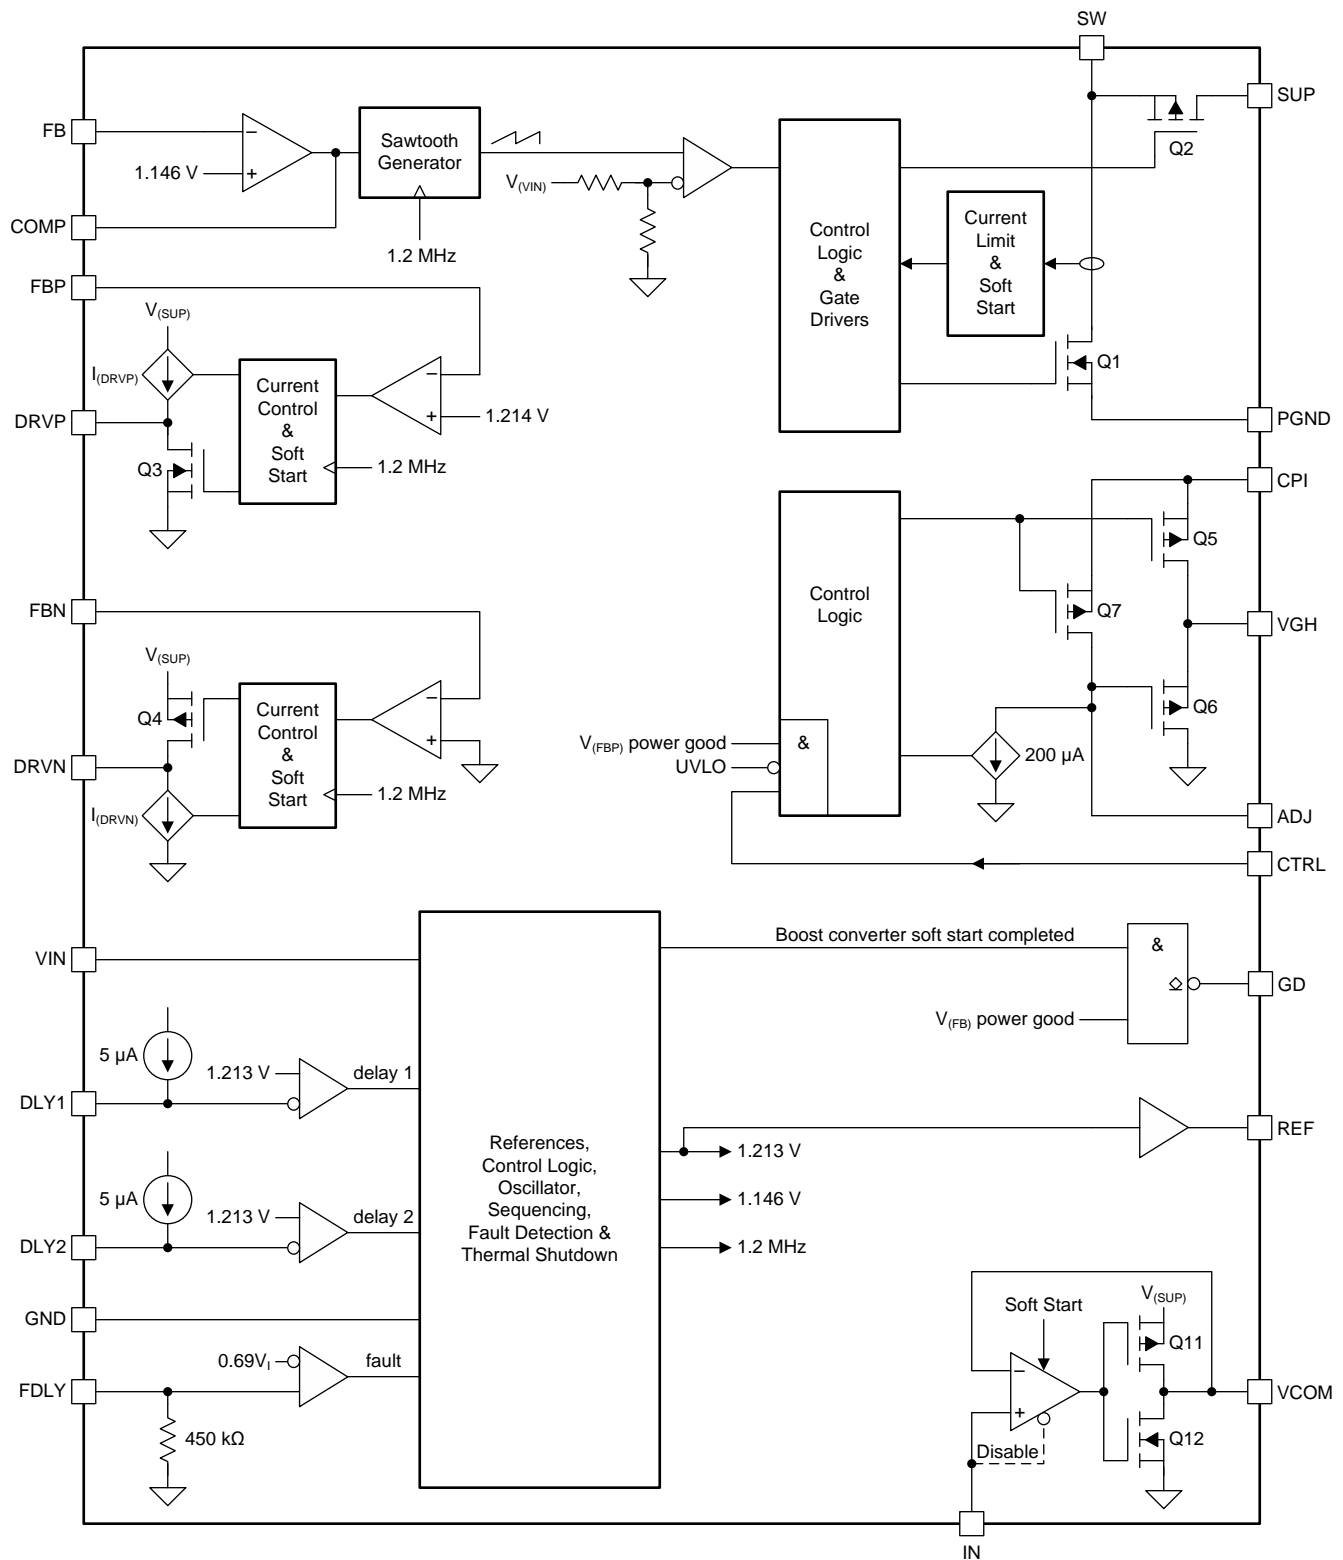 SW
SUP
FB
1.146 V
COMP
Sawtooth
Generator
1.2 MHz
V(VIN)
Control
Logic
&
Gate
Drivers
Current
Limit
&
Soft
Start
Q2
Q1
PGND
FBP
V(SUP)
I(DRVP)
DRVP
Q3
Current
Control
&
Soft
Start
1.214 V
1.2 MHz
CPI
Q5
Q7
VGH
Q6
Control
Logic
&
V(FBP) power good
UVLO
200 µA
ADJ
CTRL
FBN
V(SUP)
Q4
DRVN
I(DRVN)
Current
Control
&
Soft
Start
1.2 MHz
VIN
Boost converter soft start completed
&
V(FB) power good
GD
5 µA
1.213 V
delay 1
DLY1
5 µA
1.213 V
delay 2
DLY2
GND
0.69VI
fault
FDLY
450 kΩ
References,
Control Logic,
Oscillator,
Sequencing,
Fault Detection &
Thermal Shutdown
1.213 V
1.146 V
1.2 MHz
REF
Soft Start
V(SUP)
Q11
VCOM
Q12
Disable
IN
−
+
−
+
−
+
−
+